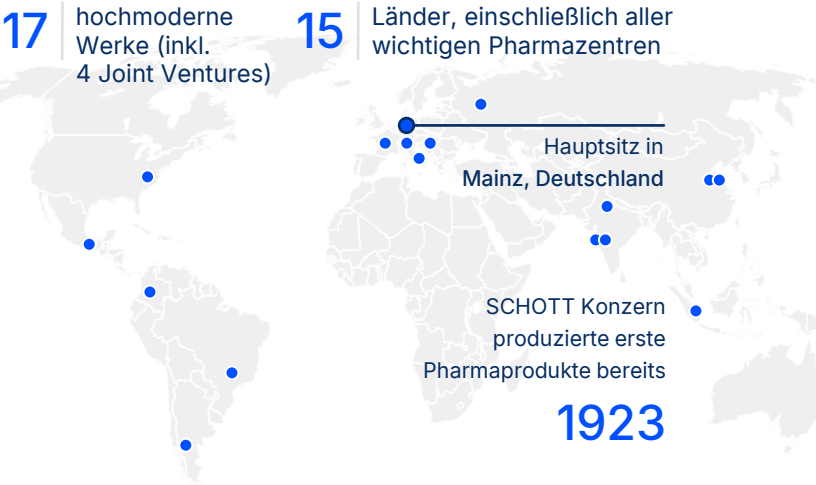 17
hochmoderne
Werke (inkl.
4 Joint Ventures)
15
Länder, einschließlich aller
wichtigen Pharmazentren
Hauptsitz in
Mainz, Deutschland
SCHOTT Konzern
produzierte erste
Pharmaprodukte bereits
1923